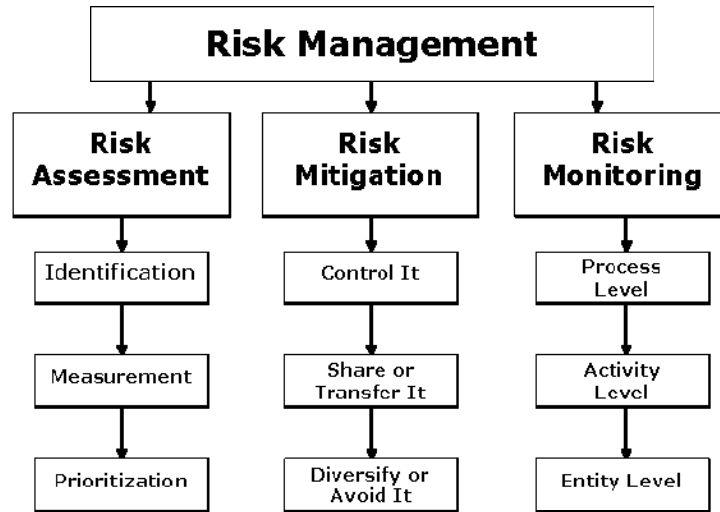 Risk Management
Risk
Assessment
Risk
Mitigation
Risk
Monitoring
Identification
Control It
Process
Level
Measurement
Share or
Transfer It
Activity
Level
Prioritization
Diversify or
Avoid It
Entity Level